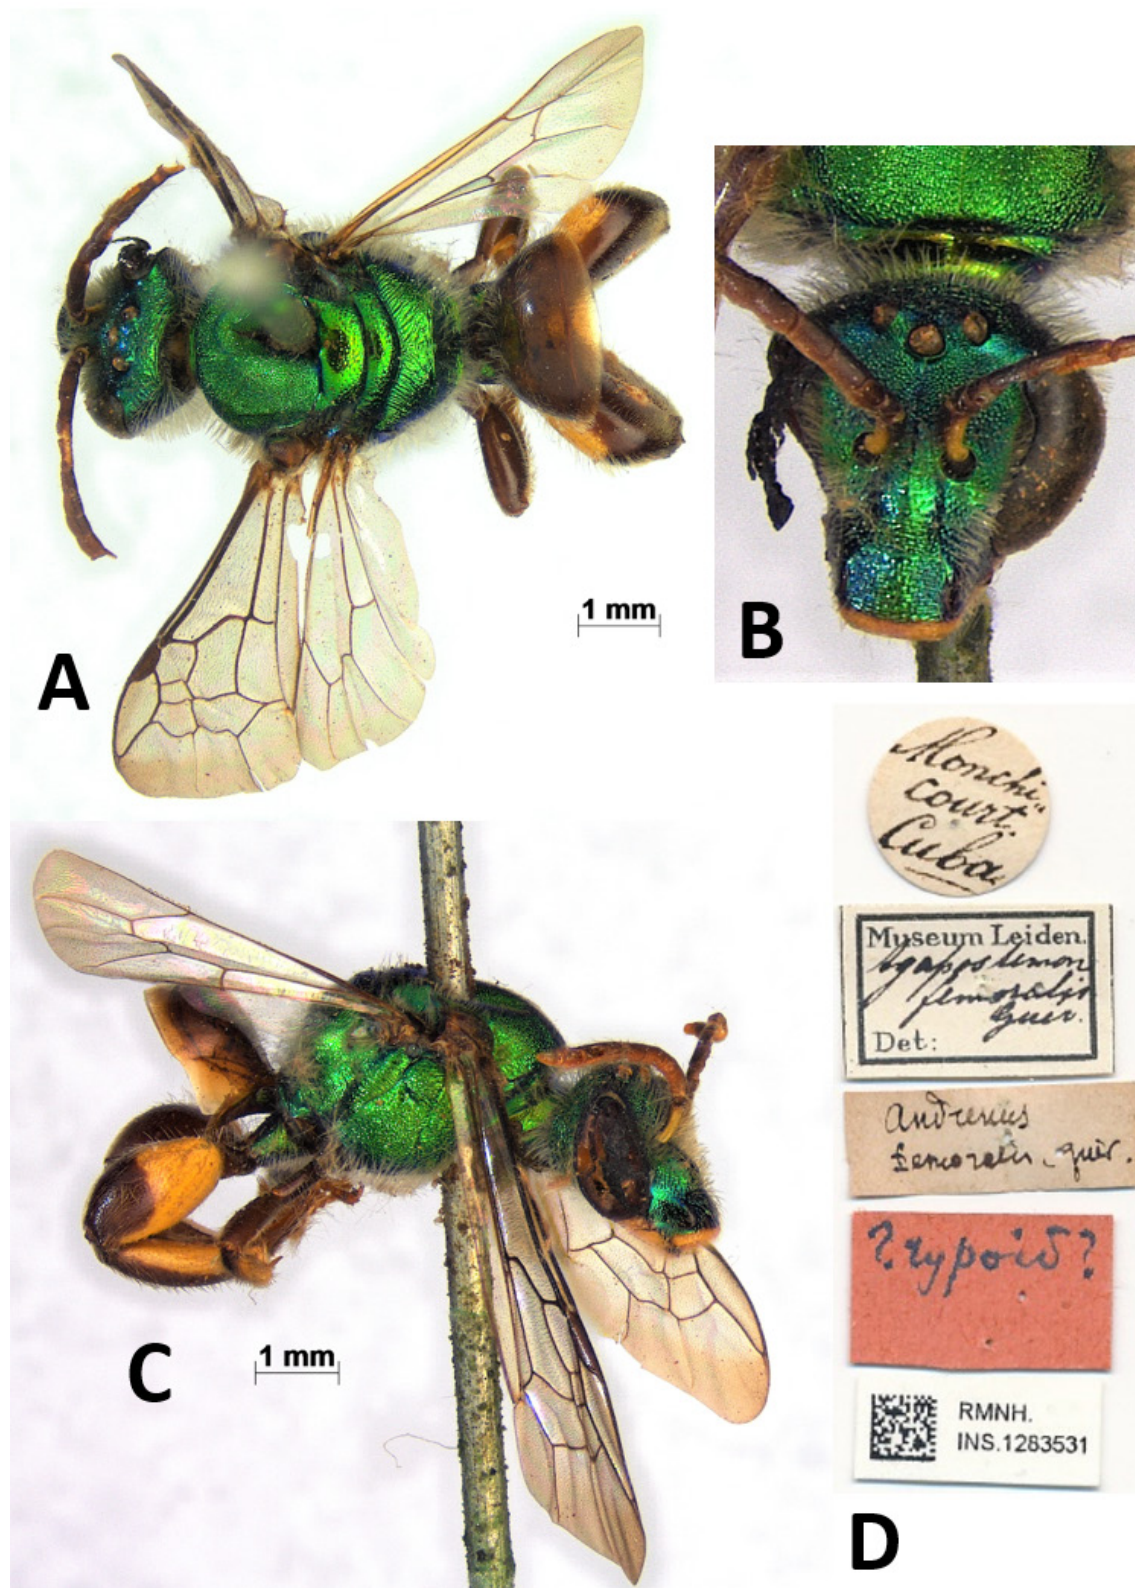 A
1 mm
B
Monchi„
court.
Cuba
Museum Leiden.
Agapostemon
femoralis
Guer.
Det:
Andrenus
femoralis. guér.
C
1 mm
? typoid ?
RMNH.
INS.1283531
D